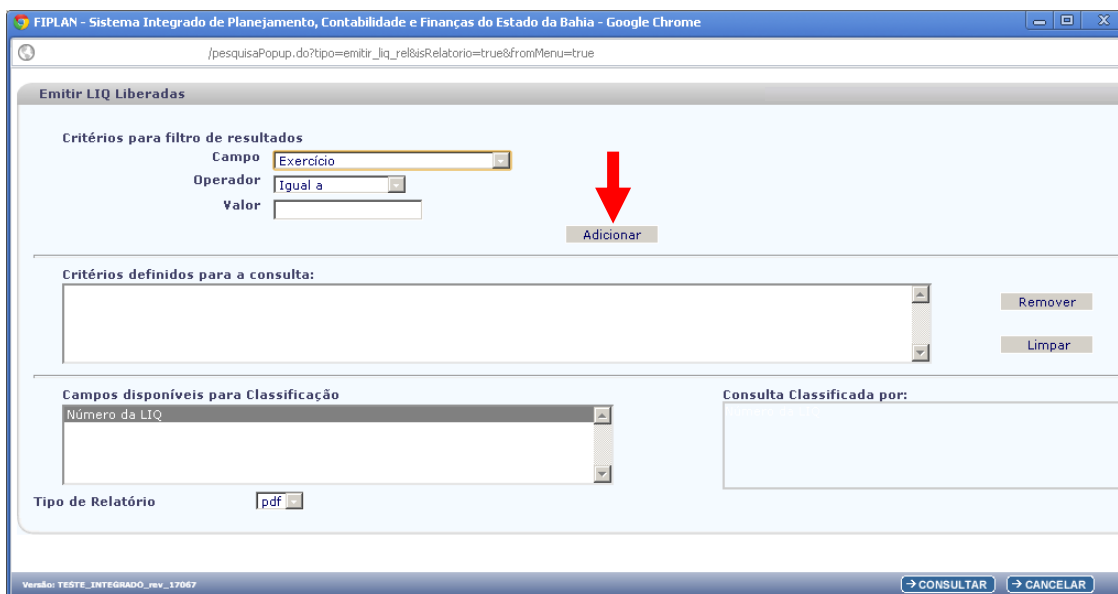 FIPLAN - Sistema Integrado de Planejamento, Contabilidade e Finanças do Estado da Bahia - Google Chrome
/pesquisaPopup.do?tipo=emitir_liq_rel&isRelatorio=true&fromMenu=true
Emitir LIQ Liberadas
Critérios para filtro de resultados
Campo Exercício
Operador Igual a
Valor
Adicionar
Critérios definidos para a consulta:
Remover
Limpar
Campos disponíveis para Classificação Consulta Classificada por:
Número da LIQ
Tipo de Relatório pdf
Versão: TESTE_INTEGRADO_rev_17067 CONSULTAR CANCELAR